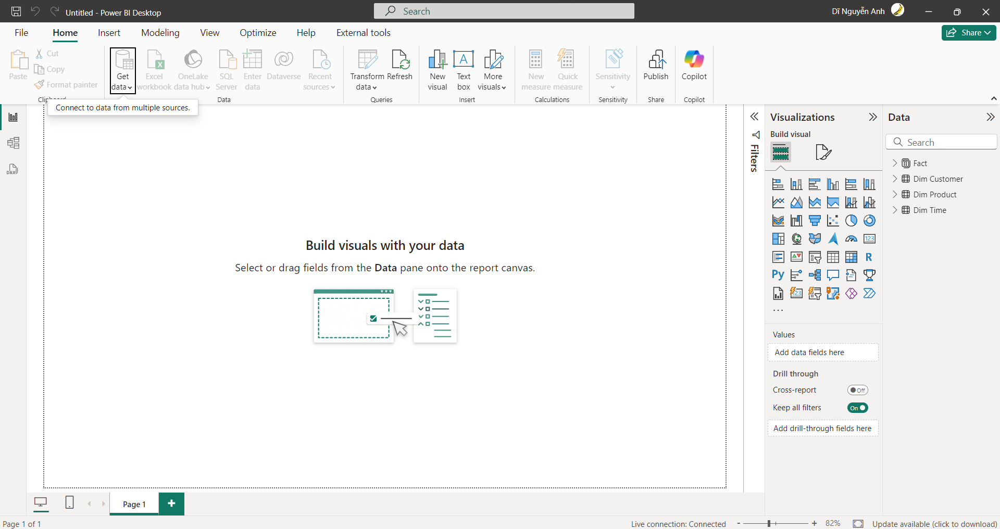 Untitled - Power BI Desktop
Search
Dĩ Nguyễn Anh
File
Home
Insert
Modeling
View
Optimize
Help
External tools
Share
Paste
Cut
Copy
Format painter
Get
data
Excel
workbook
OneLake
data hub
SQL
Server
Enter
data
Dataverse
Recent
sources
Transform
data
Refresh
New
visual
Text
box
More
visuals
New
measure
Quick
measure
Sensitivity
Publish
Copilot
Clipboard
Data
Queries
Insert
Calculations
Sensitivity
Share
Copilot
Connect to data from multiple sources.
DAX
Build visuals with your data
Select or drag fields from the Data pane onto the report canvas.
Filters
Visualizations
Build visual
123
R
Py
123
...
Values
Add data fields here
Drill through
Cross-report
Off
Keep all filters
On
Add drill-through fields here
Data
Search
Fact
Dim Customer
Dim Product
Dim Time
Page 1
Page 1 of 1
Live connection: Connected
- + 82%
Update available (click to download)